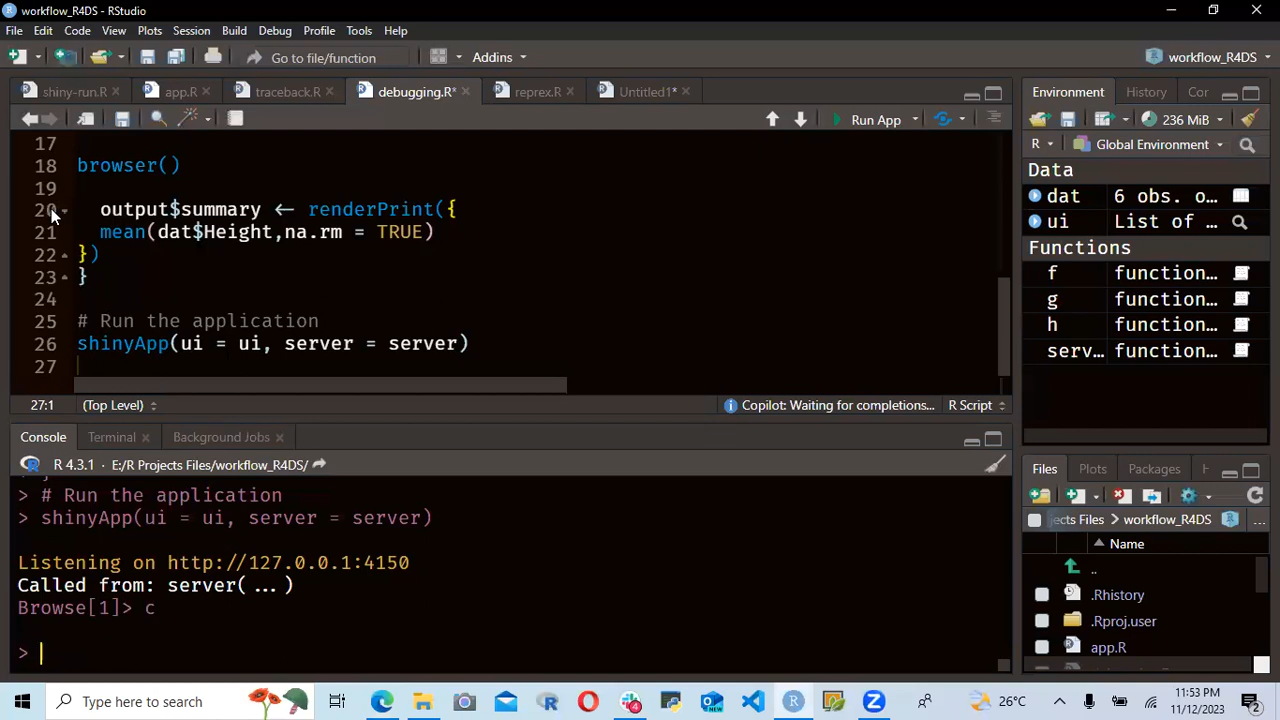 workflow_R4DS - RStudio
File Edit Code View Plots Session Build Debug Profile Tools Help
Go to file/function Addins workflow_R4DS
shiny-run.R app.R traceback.R debugging.R* reprex.R Untitled1*
Run App
17
18 browser()
19
20 output$summary <- renderPrint({
21 mean(dat$Height,na.rm = TRUE)
22 })
23 }
24
25 # Run the application
26 shinyApp(ui = ui, server = server)
27
27:1 (Top Level) Copilot: Waiting for completions... R Script
Console Terminal Background Jobs
R 4.3.1 · E:/R Projects Files/workflow_R4DS/
> # Run the application
> shinyApp(ui = ui, server = server)
Listening on http://127.0.0.1:4150
Called from: server(...)
Browse[1]> c
>
Environment History Cor
236 MiB
R Global Environment
Data
dat 6 obs. o...
ui List of ...
Functions
f function...
g function...
h function...
serv... function...
Files Plots Packages
jects Files workflow_R4DS ...
Name
..
.Rhistory
.Rproj.user
app.R
Type here to search 4 NEW 26°C 11:53 PM
11/12/2023 2